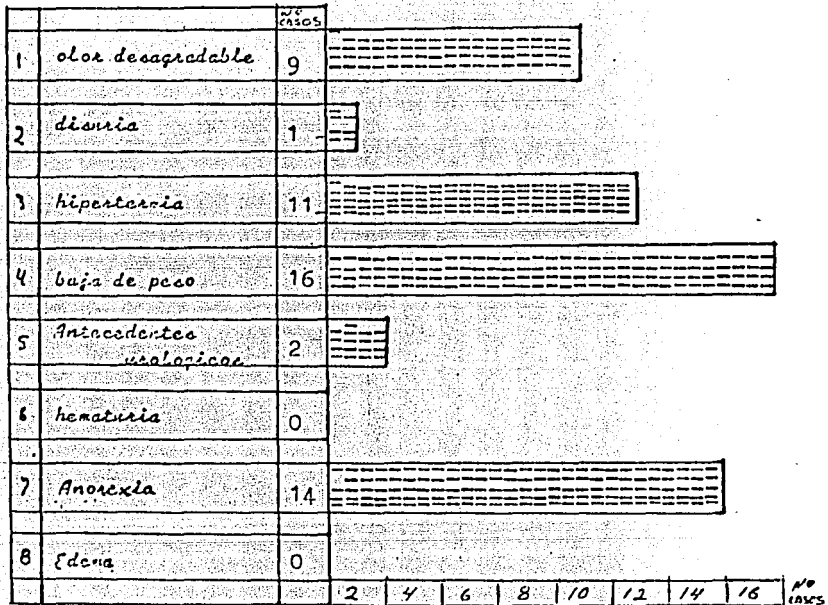 Nº
CASOS
1 olor desagradable 9
2 disuria 1
3 hipertermia 11
4 baja de peso 16
5 Antecedentes
urologicos 2
6 hematuria 0
7 Anorexia 14
8 Edema 0
2 4 6 8 10 12 14 16 Nº
CASOS